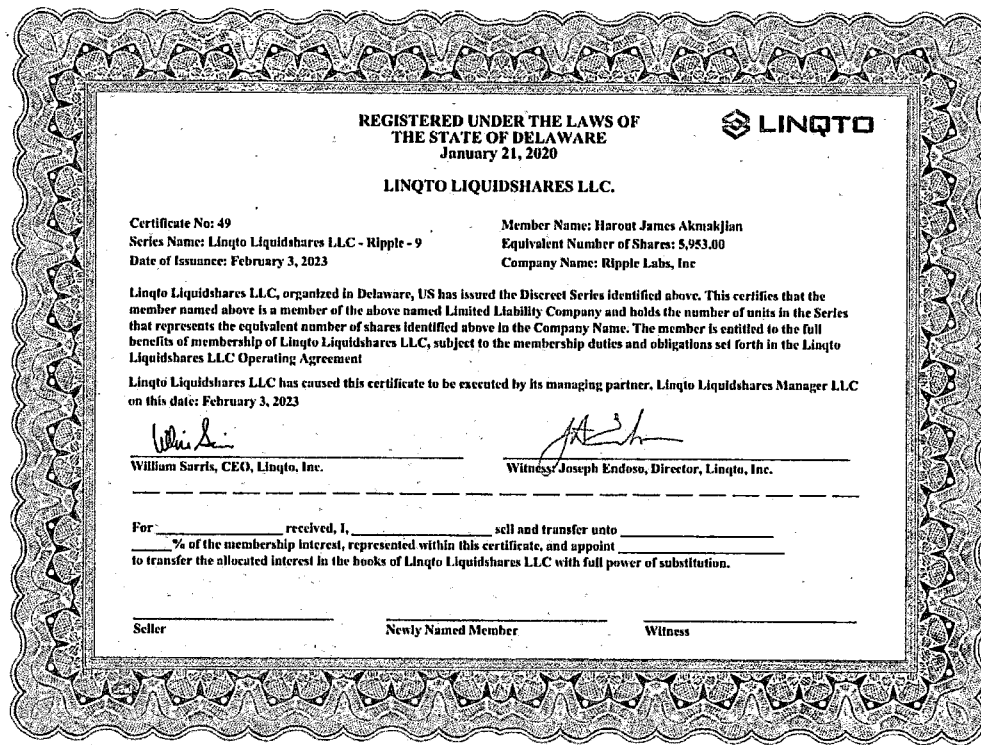 REGISTERED UNDER THE LAWS OF
THE STATE OF DELAWARE
January 21, 2020
LINQTO
LINQTO LIQUIDSHARES LLC.
Certificate No: 49
Series Name: Linqto Liquidshares LLC - Ripple - 9
Date of Issuance: February 3, 2023
Member Name: Harout James Akmakjian
Equivalent Number of Shares: 5,953.00
Company Name: Ripple Labs, Inc
Linqto Liquidshares LLC, organized in Delaware, US has issued the Discreet Series identified above. This certifies that the
member named above is a member of the above named Limited Liability Company and holds the number of units in the Series
that represents the equivalent number of shares identified above in the Company Name. The member is entitled to the full
benefits of membership of Linqto Liquidshares LLC, subject to the membership duties and obligations set forth in the Linqto
Liquidshares LLC Operating Agreement
Linqto Liquidshares LLC has caused this certificate to be executed by its managing partner, Linqto Liquidshares Manager LLC
on this date: February 3, 2023
William Sarris, CEO, Linqto, Inc.
Witness: Joseph Endoso, Director, Linqto, Inc.
For ____________ received, I, ____________ sell and transfer unto ____________
_____% of the membership interest, represented within this certificate, and appoint ____________
to transfer the allocated interest in the books of Linqto Liquidshares LLC with full power of substitution.
Seller
Newly Named Member
Witness